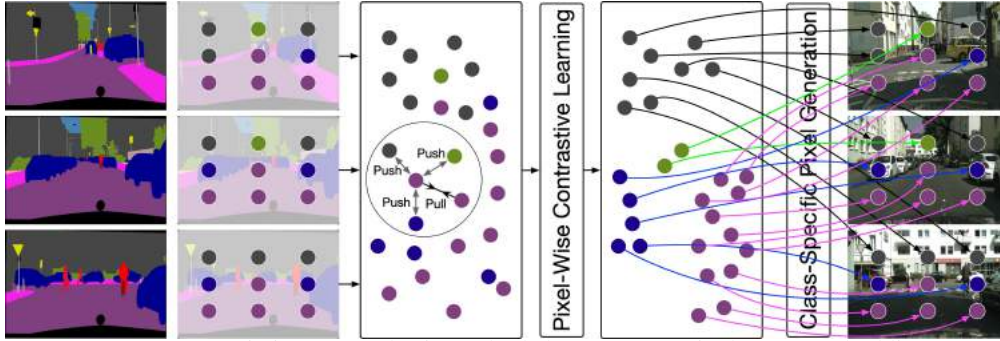 Push
Push
Push
Pull
Pixel-Wise Contrastive Learning
Class-Specific Pixel Generation